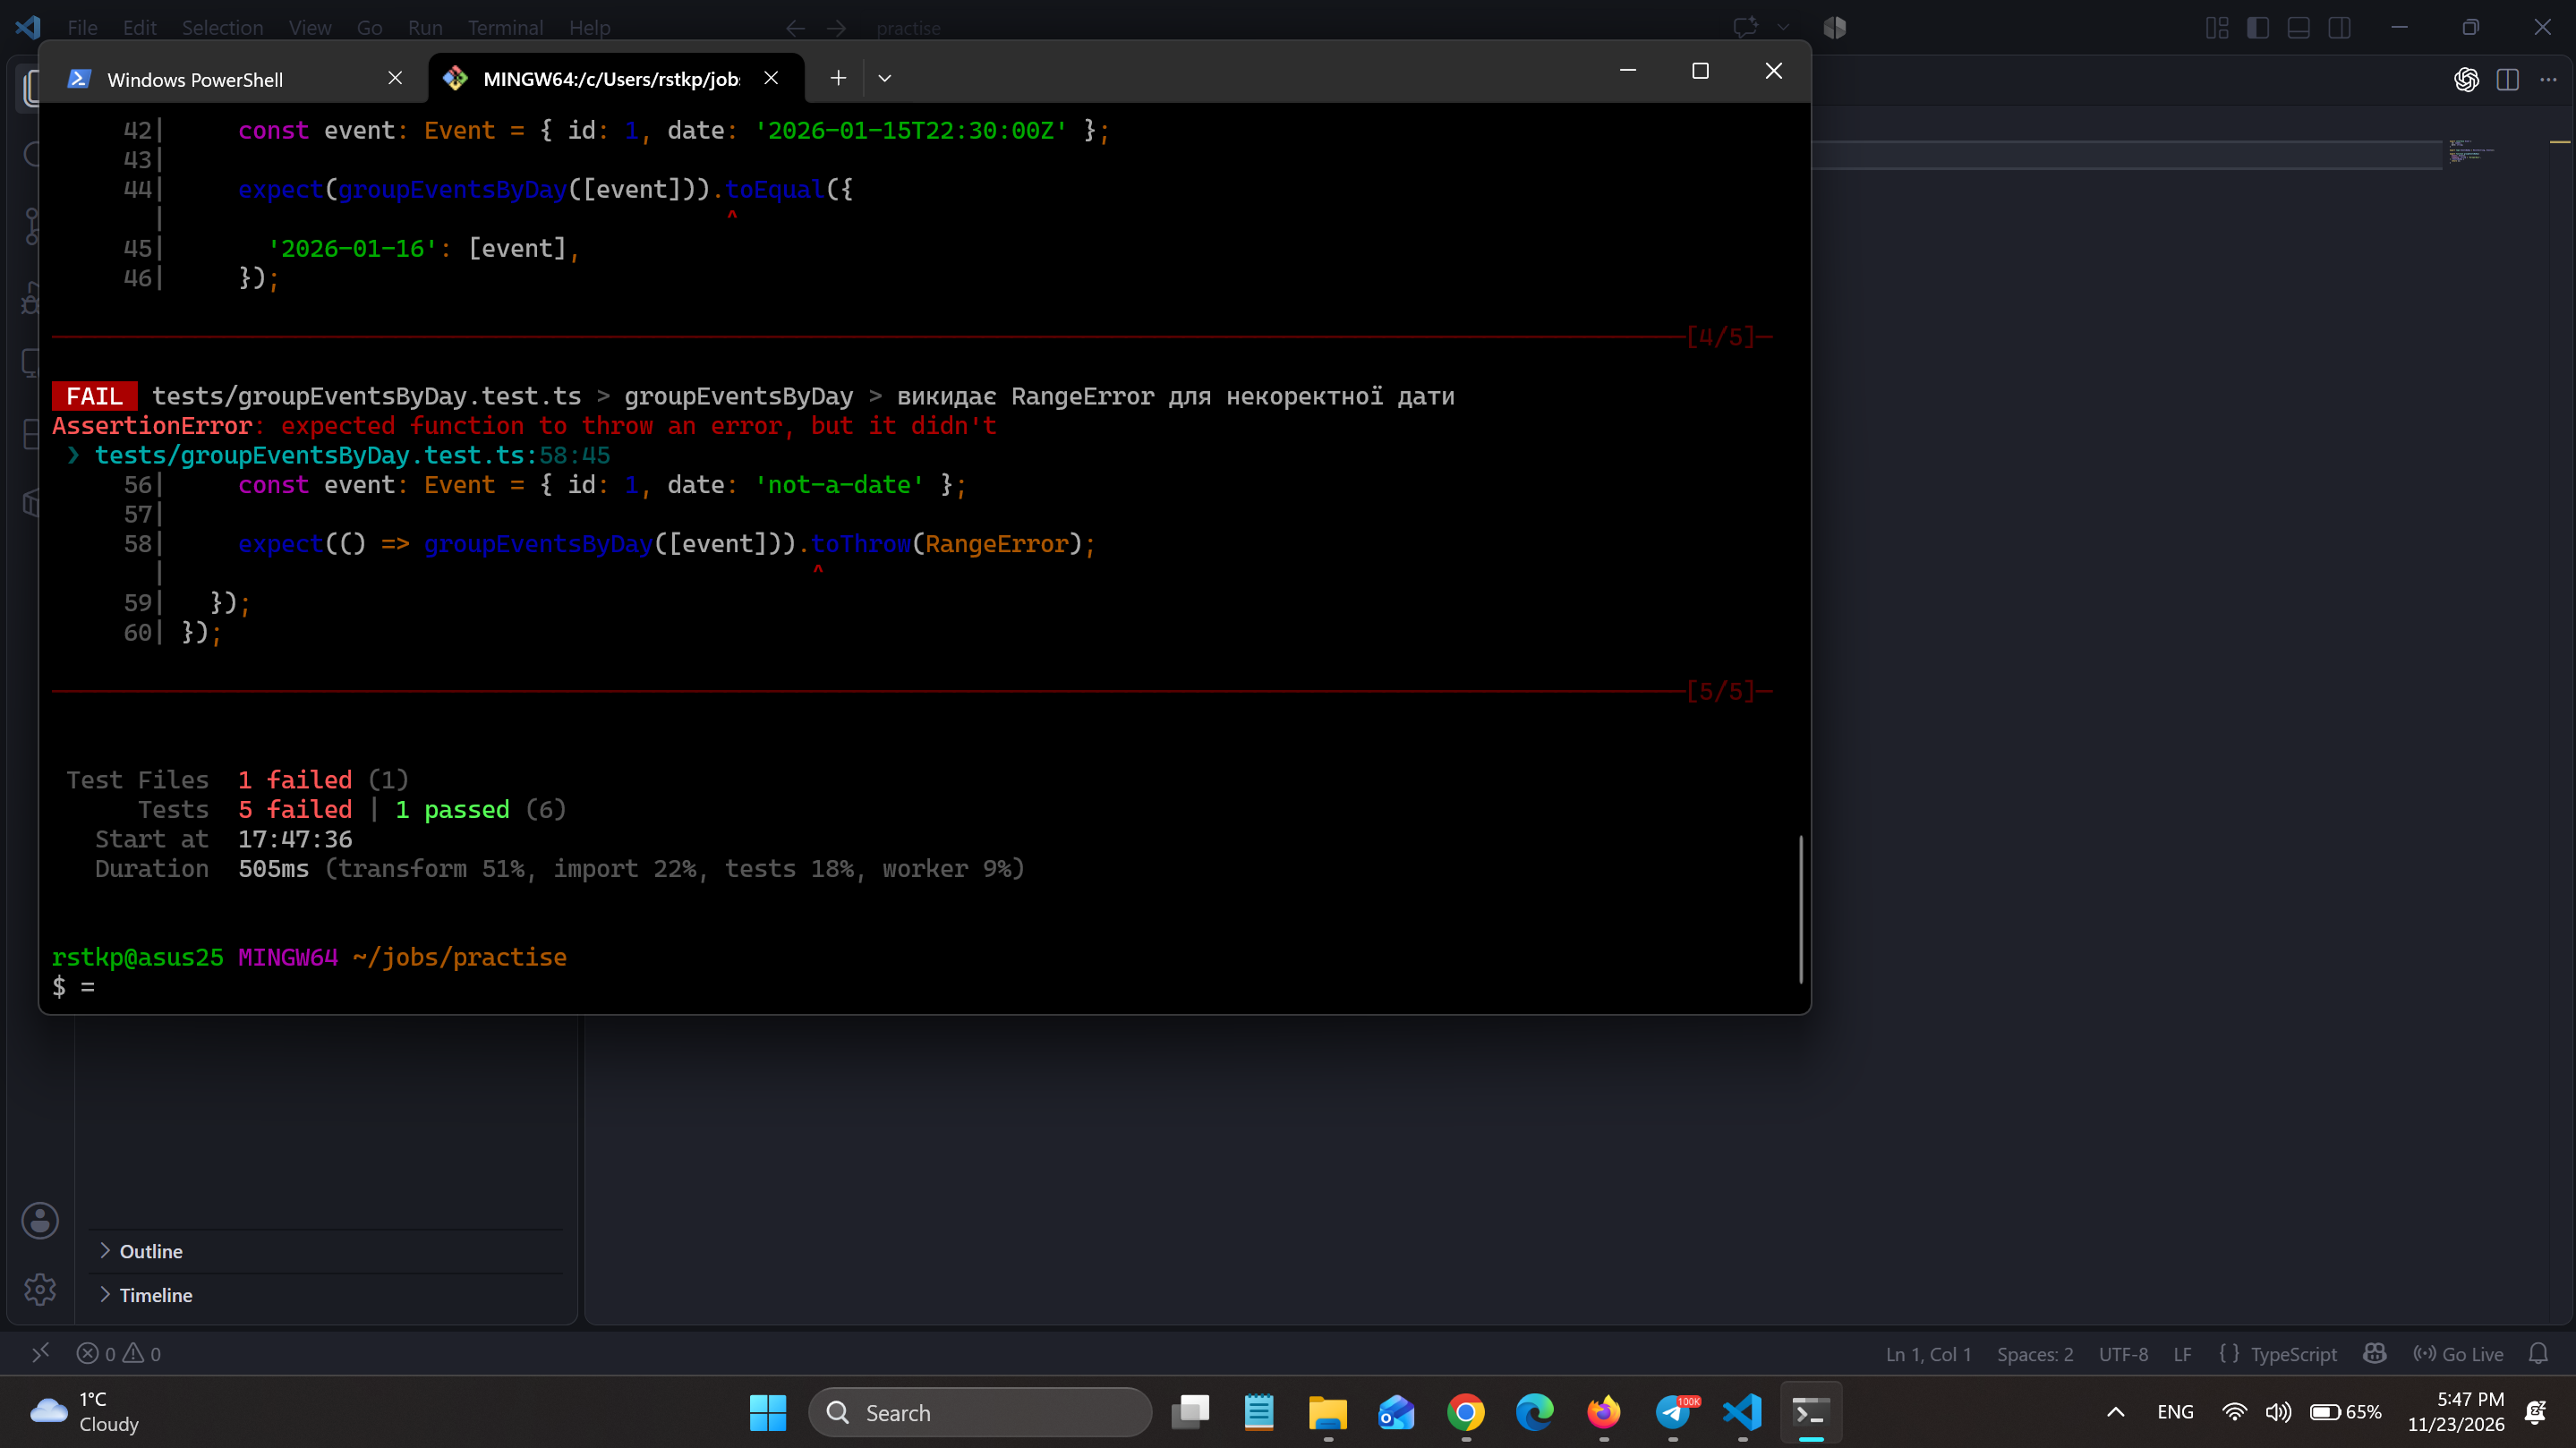 File Edit Selection View Go Run Terminal Help
practise
Windows PowerShell
MINGW64:/c/Users/rstkp/job
42| const event: Event = { id: 1, date: '2026-01-15T22:30:00Z' };
43|
44| expect(groupEventsByDay([event])).toEqual({
| ^
45| '2026-01-16': [event],
46| });
[4/5]
FAIL tests/groupEventsByDay.test.ts > groupEventsByDay > викидає RangeError для некоректної дати
AssertionError: expected function to throw an error, but it didn't
❯ tests/groupEventsByDay.test.ts:58:45
56| const event: Event = { id: 1, date: 'not-a-date' };
57|
58| expect(() => groupEventsByDay([event])).toThrow(RangeError);
| ^
59| });
60| });
[5/5]
Test Files 1 failed (1)
Tests 5 failed | 1 passed (6)
Start at 17:47:36
Duration 505ms (transform 51%, import 22%, tests 18%, worker 9%)
rstkp@asus25 MINGW64 ~/jobs/practise
$ =
Outline
Timeline
0 0
Ln 1, Col 1 Spaces: 2 UTF-8 LF { } TypeScript Go Live
1°C
Cloudy
Search
100K
ENG
65%
5:47 PM
11/23/2026